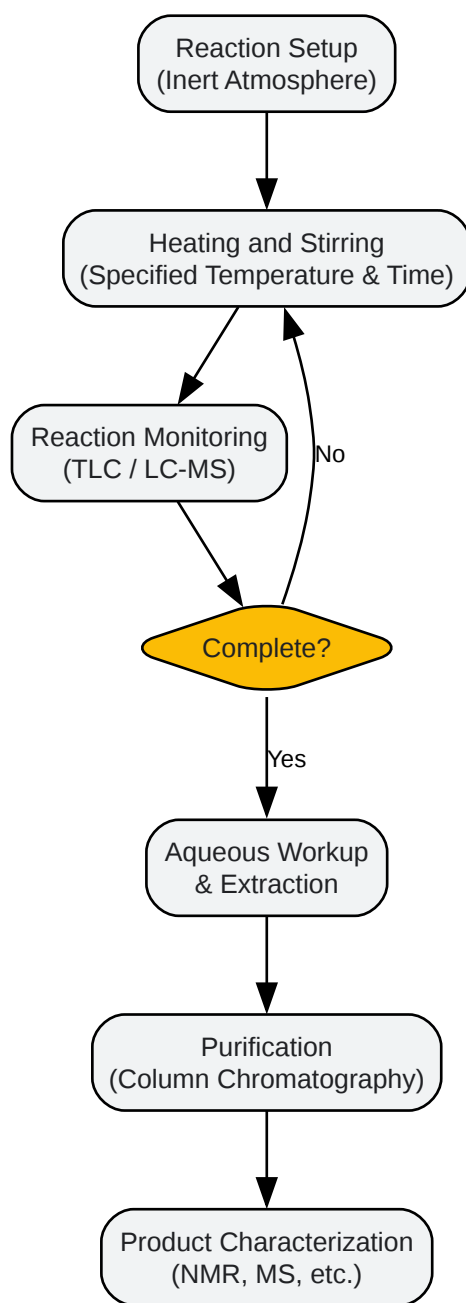 Reaction Setup
(Inert Atmosphere)
Heating and Stirring
(Specified Temperature & Time)
Reaction Monitoring
(TLC / LC-MS)
No
Complete?
Yes
Aqueous Workup
& Extraction
Purification
(Column Chromatography)
Product Characterization
(NMR, MS, etc.)